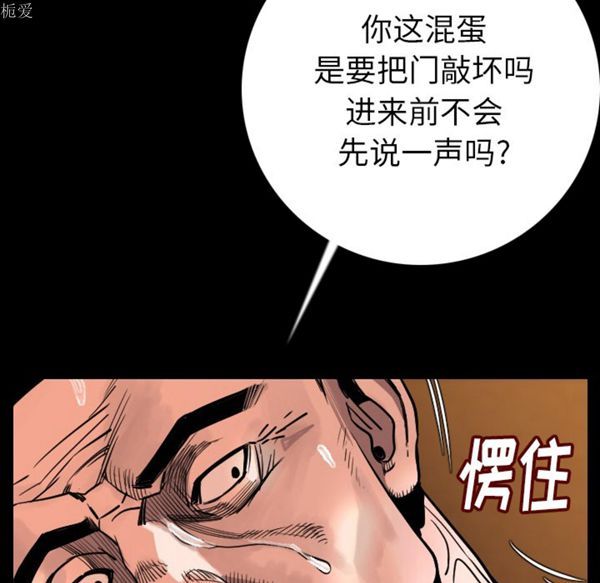 栀爱
你这混蛋
是要把门敲坏吗
进来前不会
先说一声吗?
愣住